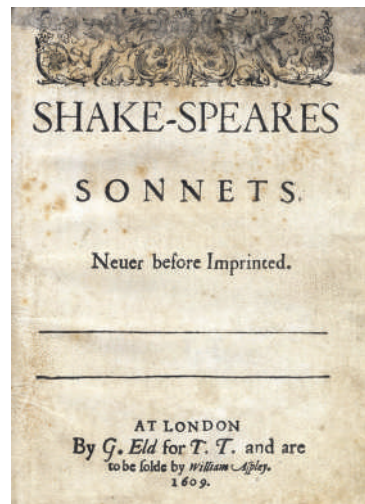 SHAKE-SPEARES
SONNETS.
Neuer before Imprinted.
AT LONDON
By G. Eld for T. T. and are
to be ſolde by William Aſpley.
1609.